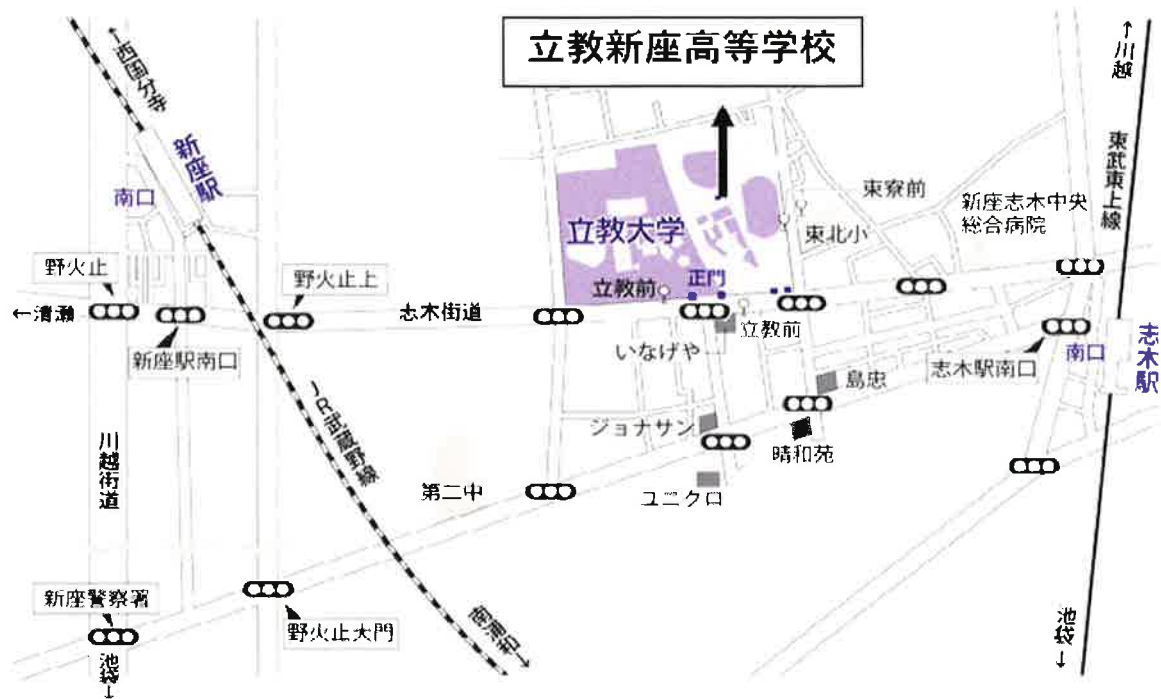 立教新座高等学校
↑川越
←西国分寺
新座駅
南口
東武東上線
東寮前
新座志木中央
総合病院
立教大学
東北小
野火止
野火止上
正門
立教前
←清瀬
志木街道
立教前
新座駅南口
いなげや
志木駅南口
南口
志木駅
島忠
JR武蔵野線
ジョナサン
晴和苑
川越街道
第二中
ユニクロ
新座警察署
野火止大門
南浦和→
池袋→
池袋→